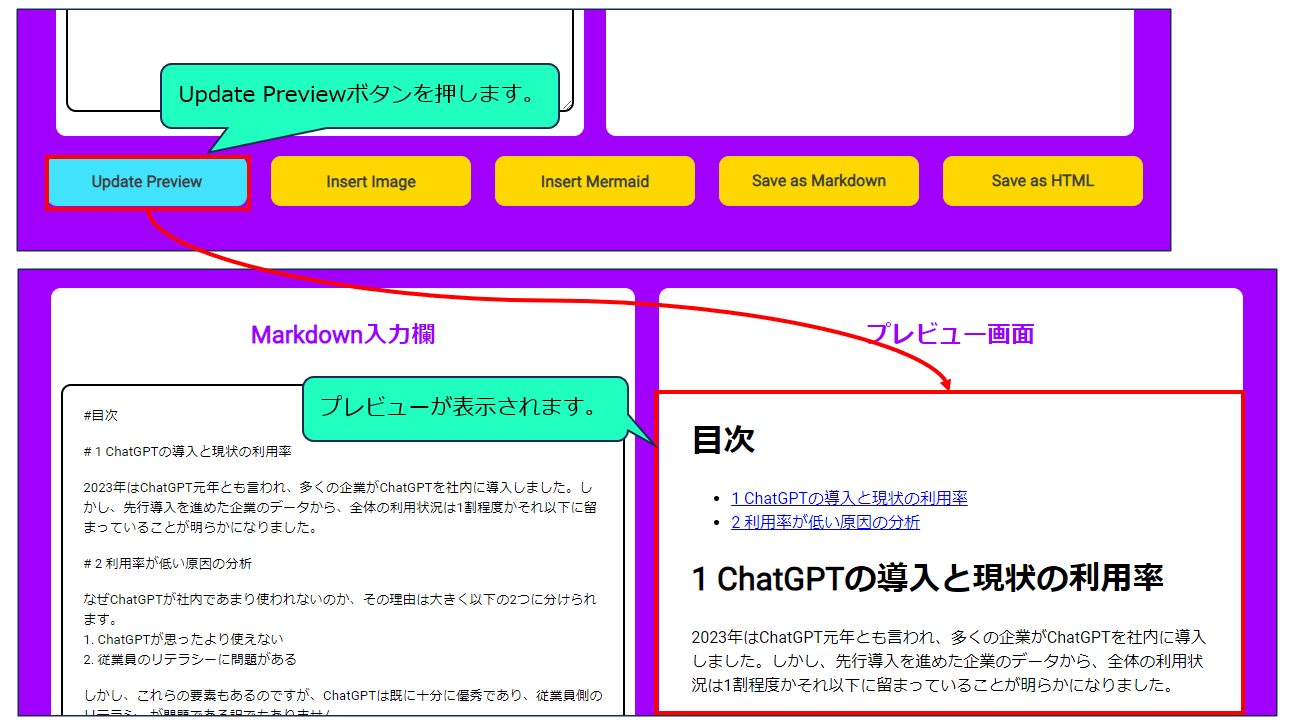 Update Previewボタンを押します。
Update Preview
Insert Image
Insert Mermaid
Save as Markdown
Save as HTML
Markdown入力欄
#目次
# 1 ChatGPTの導入と現状の利用率
2023年はChatGPT元年とも言われ、多くの企業がChatGPTを社内に導入しました。し
かし、先行導入を進めた企業のデータから、全体の利用状況は1割程度かそれ以下に留
まっていることが明らかになりました。
# 2 利用率が低い原因の分析
なぜChatGPTが社内であまり使われないのか、その理由は大きく以下の2つに分けられ
ます。
1. ChatGPTが思ったより使えない
2. 従業員のリテラシーに問題がある
しかし、これらの要素もあるのですが、ChatGPTは既に十分に優秀であり、従業員側の
リテラシーが問題である訳でもありません
プレビュー画面
プレビューが表示されます。
目次
1 ChatGPTの導入と現状の利用率
2 利用率が低い原因の分析
1 ChatGPTの導入と現状の利用率
2023年はChatGPT元年とも言われ、多くの企業がChatGPTを社内に導入
しました。しかし、先行導入を進めた企業のデータから、全体の利用状
況は1割程度かそれ以下に留まっていることが明らかになりました。